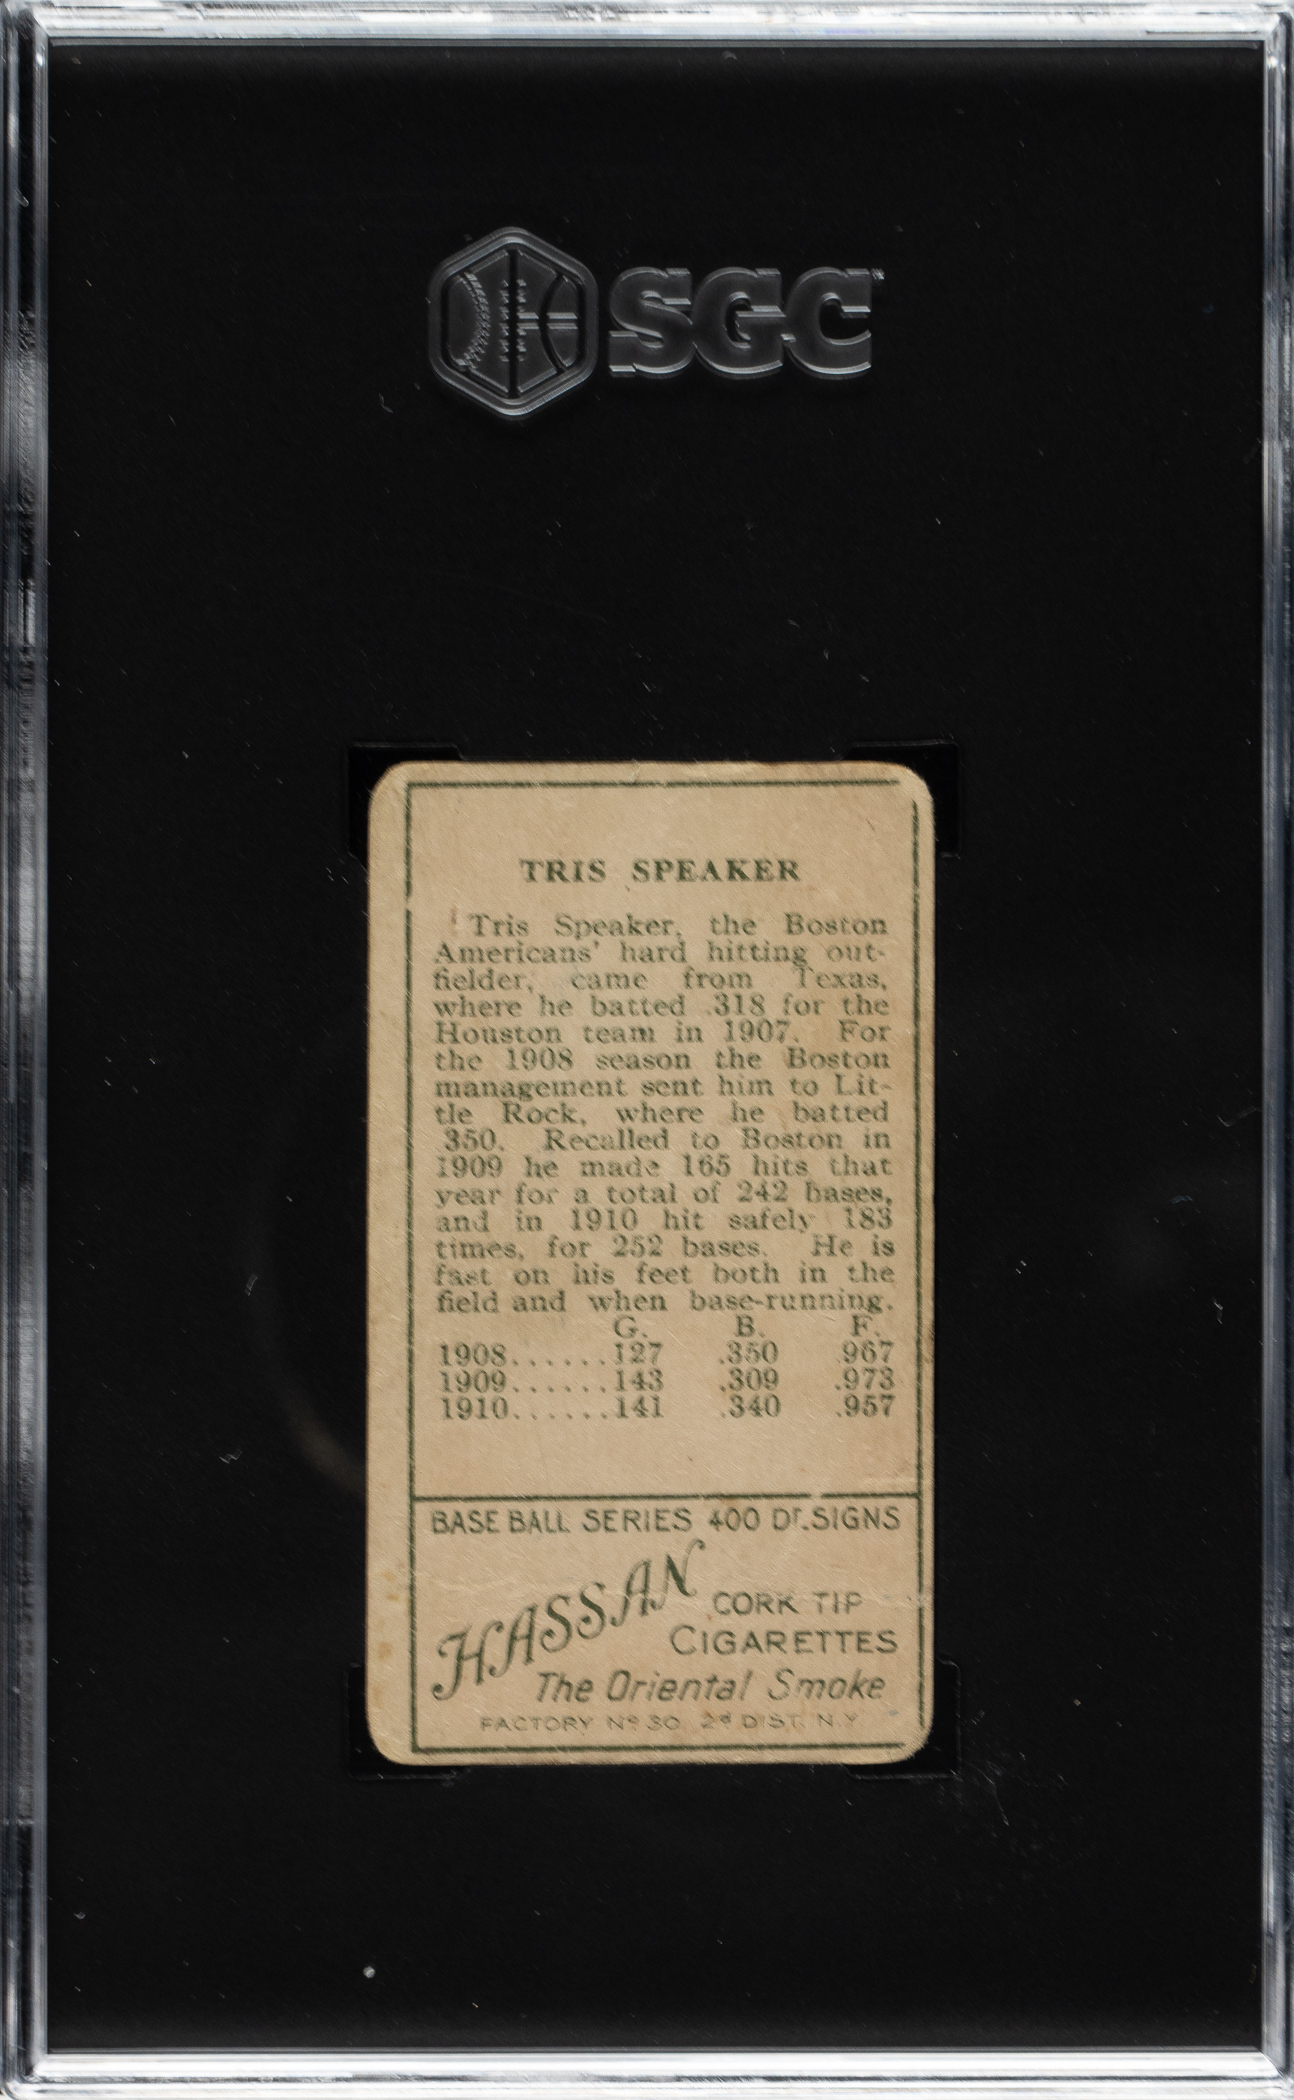 SGC
TRIS SPEAKER
Tris Speaker, the Boston
Americans' hard hitting out-
fielder, came from Texas,
where he batted .318 for the
Houston team in 1907. For
the 1908 season the Boston
management sent him to Lit-
tle Rock, where he batted
350. Recalled to Boston in
1909 he made 165 hits that
year for a total of 242 bases,
and in 1910 hit safely 183
times, for 252 bases. He is
fast on his feet both in the
field and when base-running.
G. B. F.
1908......127 .350 .967
1909......143 .309 .973
1910......141 .340 .957
BASE BALL SERIES 400 DESIGNS
HASSAN CORK TIP
CIGARETTES
The Oriental Smoke
FACTORY Nº 30 2d DIST. N.Y.